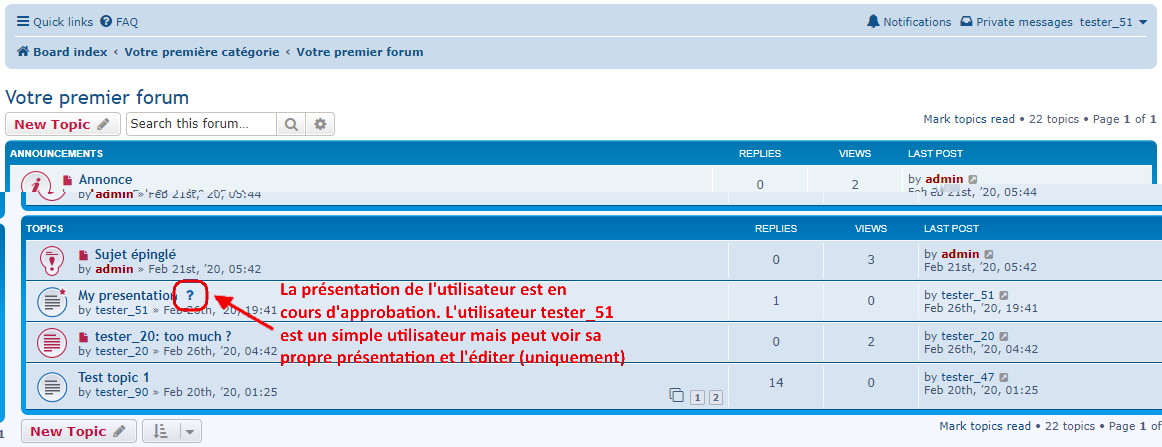 Quick links FAQ Notifications Private messages tester_51
Board index ‹ Votre première catégorie ‹ Votre premier forum
Votre premier forum
New Topic Search this forum… Mark topics read • 22 topics • Page 1 of 1
ANNOUNCEMENTS REPLIES VIEWS LAST POST
Annonce 0 2 by admin
by admin » Feb 21st, '20, 05:44 Feb 21st, '20, 05:44
TOPICS REPLIES VIEWS LAST POST
Sujet épinglé 0 3 by admin
by admin » Feb 21st, '20, 05:42 Feb 21st, '20, 05:42
My presentation ? 1 0 by tester_51
by tester_51 » Feb 26th, '20, 19:41 Feb 26th, '20, 19:41
La présentation de l'utilisateur est en
cours d'approbation. L'utilisateur tester_51
est un simple utilisateur mais peut voir sa
propre présentation et l'éditer (uniquement)
tester_20: too much ? 0 2 by tester_20
by tester_20 » Feb 26th, '20, 04:42 Feb 26th, '20, 04:42
Test topic 1 14 0 by tester_47
by tester_90 » Feb 20th, '20, 01:25 1 2 Feb 20th, '20, 01:25
New Topic Mark topics read • 22 topics • Page 1 of
1